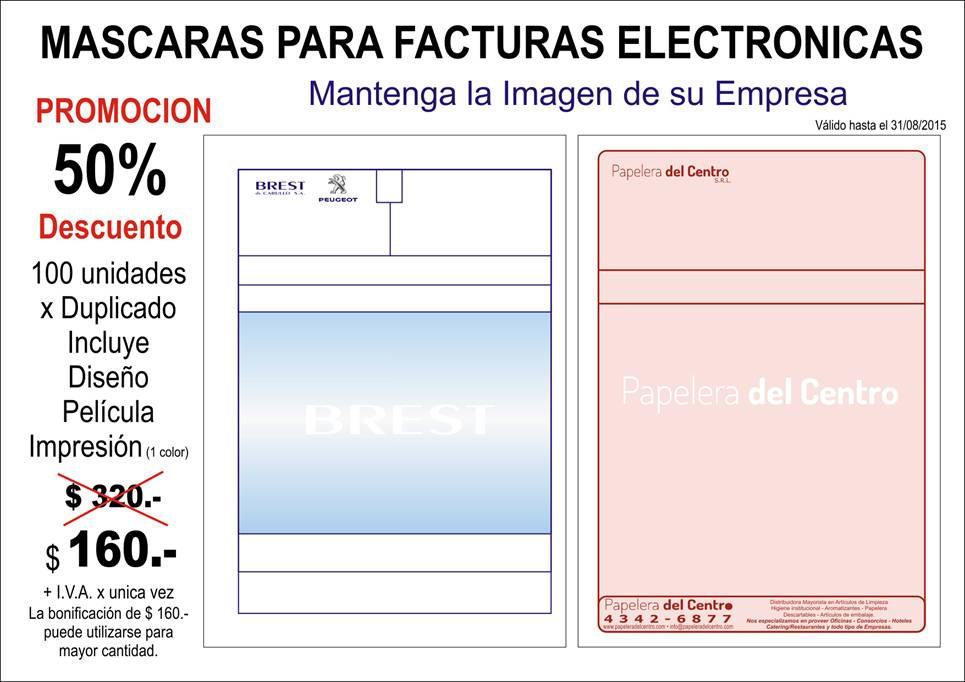 MASCARAS PARA FACTURAS ELECTRONICAS
Mantenga la Imagen de su Empresa
Válido hasta el 31/08/2015
PROMOCION
50%
Descuento
100 unidades
x Duplicado
Incluye
Diseño
Película
Impresión (1 color)
$ 320.-
$ 160.-
+ I.V.A. x unica vez
La bonificación de $ 160.-
puede utilizarse para
mayor cantidad.
BREST
de CARULLO S.A.
PEUGEOT
BREST
Papelera del Centro
S.R.L.
Papelera del Centro
Papelera del Centro
4342-6877
www.papeleradelcentro.com • info@papeleradelcentro.com
Distribudora Mayorista en Artículos de Limpieza
Higiene institucional - Aromatizantes - Papelera
Descartables - Artículos de embalaje.
Nos especializamos en proveer Oficinas - Consorcios - Hoteles
Catering/Restaurantes y todo tipo de Empresas.